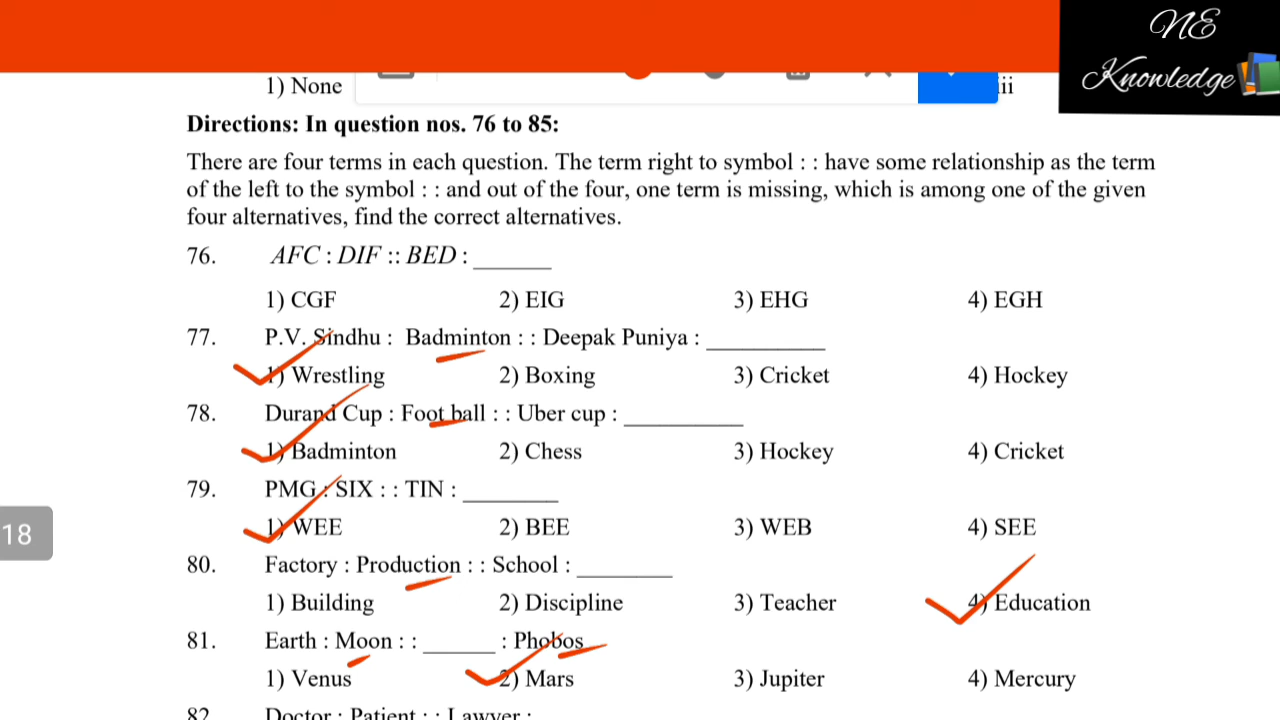 NE
Knowledge
1) None ii
Directions: In question nos. 76 to 85:
There are four terms in each question. The term right to symbol : : have some relationship as the term
of the left to the symbol : : and out of the four, one term is missing, which is among one of the given
four alternatives, find the correct alternatives.
76. AFC : DIF :: BED : ______
1) CGF 2) EIG 3) EHG 4) EGH
77. P.V. Sindhu : Badminton : : Deepak Puniya : __________
1) Wrestling 2) Boxing 3) Cricket 4) Hockey
78. Durand Cup : Foot ball : : Uber cup : __________
1) Badminton 2) Chess 3) Hockey 4) Cricket
79. PMG : SIX : : TIN : ________
1) WEE 2) BEE 3) WEB 4) SEE
80. Factory : Production : : School : ________
1) Building 2) Discipline 3) Teacher 4) Education
81. Earth : Moon : : ______ : Phobos
1) Venus 2) Mars 3) Jupiter 4) Mercury
82. Doctor : Patient : : Lawyer :
18